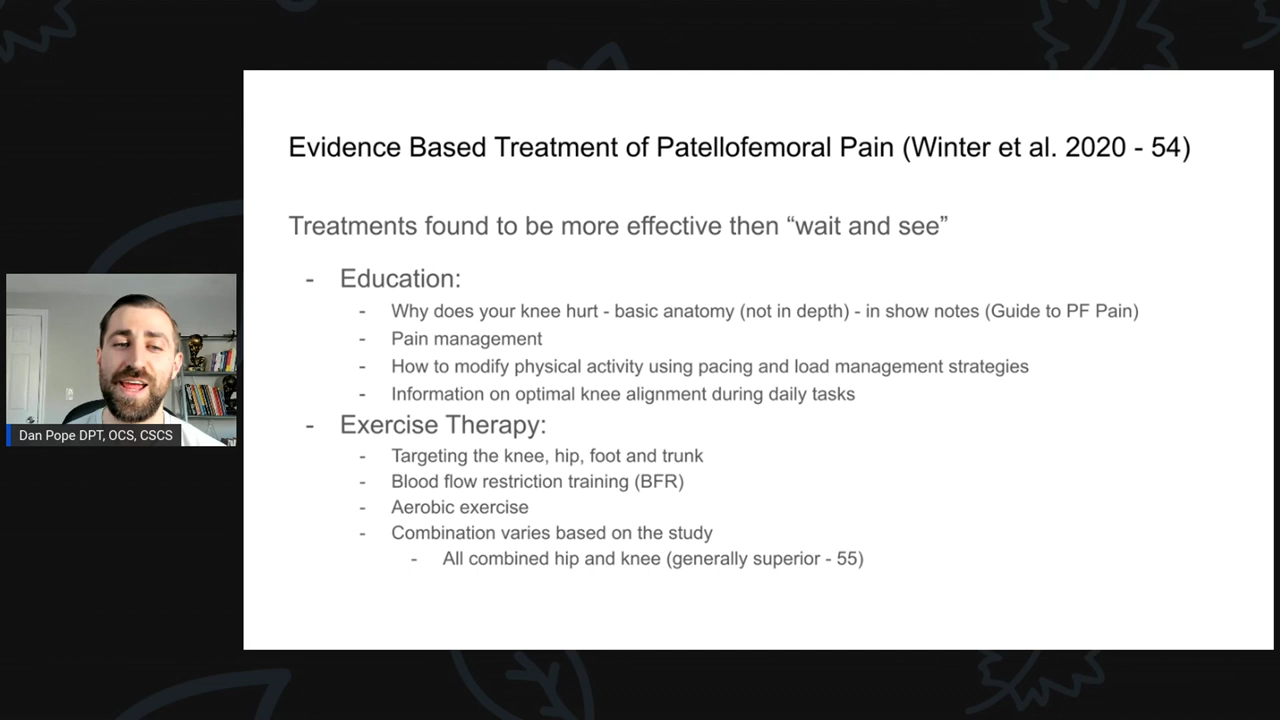 Evidence Based Treatment of Patellofemoral Pain (Winter et al. 2020 - 54)
Treatments found to be more effective then “wait and see”
- Education:
- Why does your knee hurt - basic anatomy (not in depth) - in show notes (Guide to PF Pain)
- Pain management
- How to modify physical activity using pacing and load management strategies
- Information on optimal knee alignment during daily tasks
- Exercise Therapy:
- Targeting the knee, hip, foot and trunk
- Blood flow restriction training (BFR)
- Aerobic exercise
- Combination varies based on the study
- All combined hip and knee (generally superior - 55)
Dan Pope DPT, OCS, CSCS